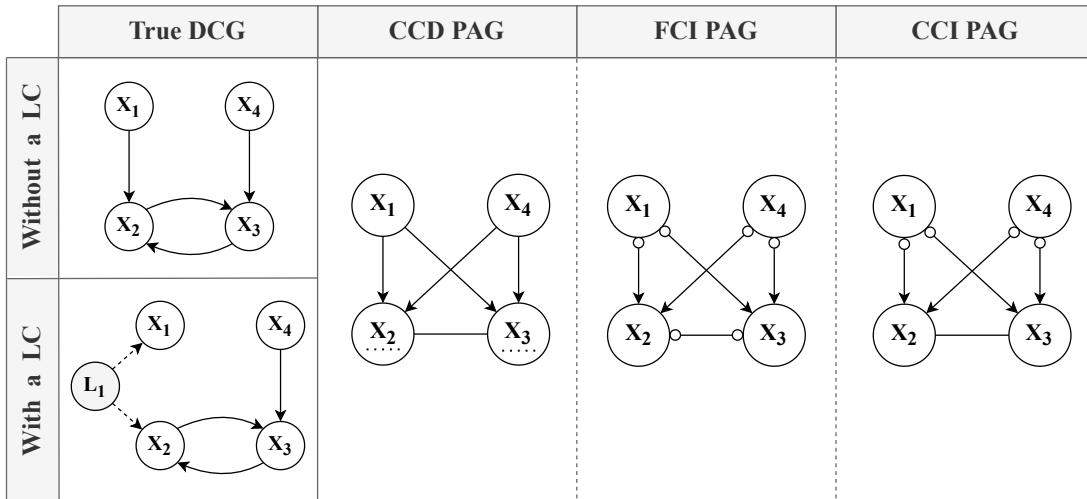 True DCG
CCD PAG
FCI PAG
CCI PAG
Without a LC
X1
X4
X2
X3
With a LC
X1
X4
L1
X2
X3
X1
X4
X2
X3
X1
X4
X2
X3
X1
X4
X2
X3